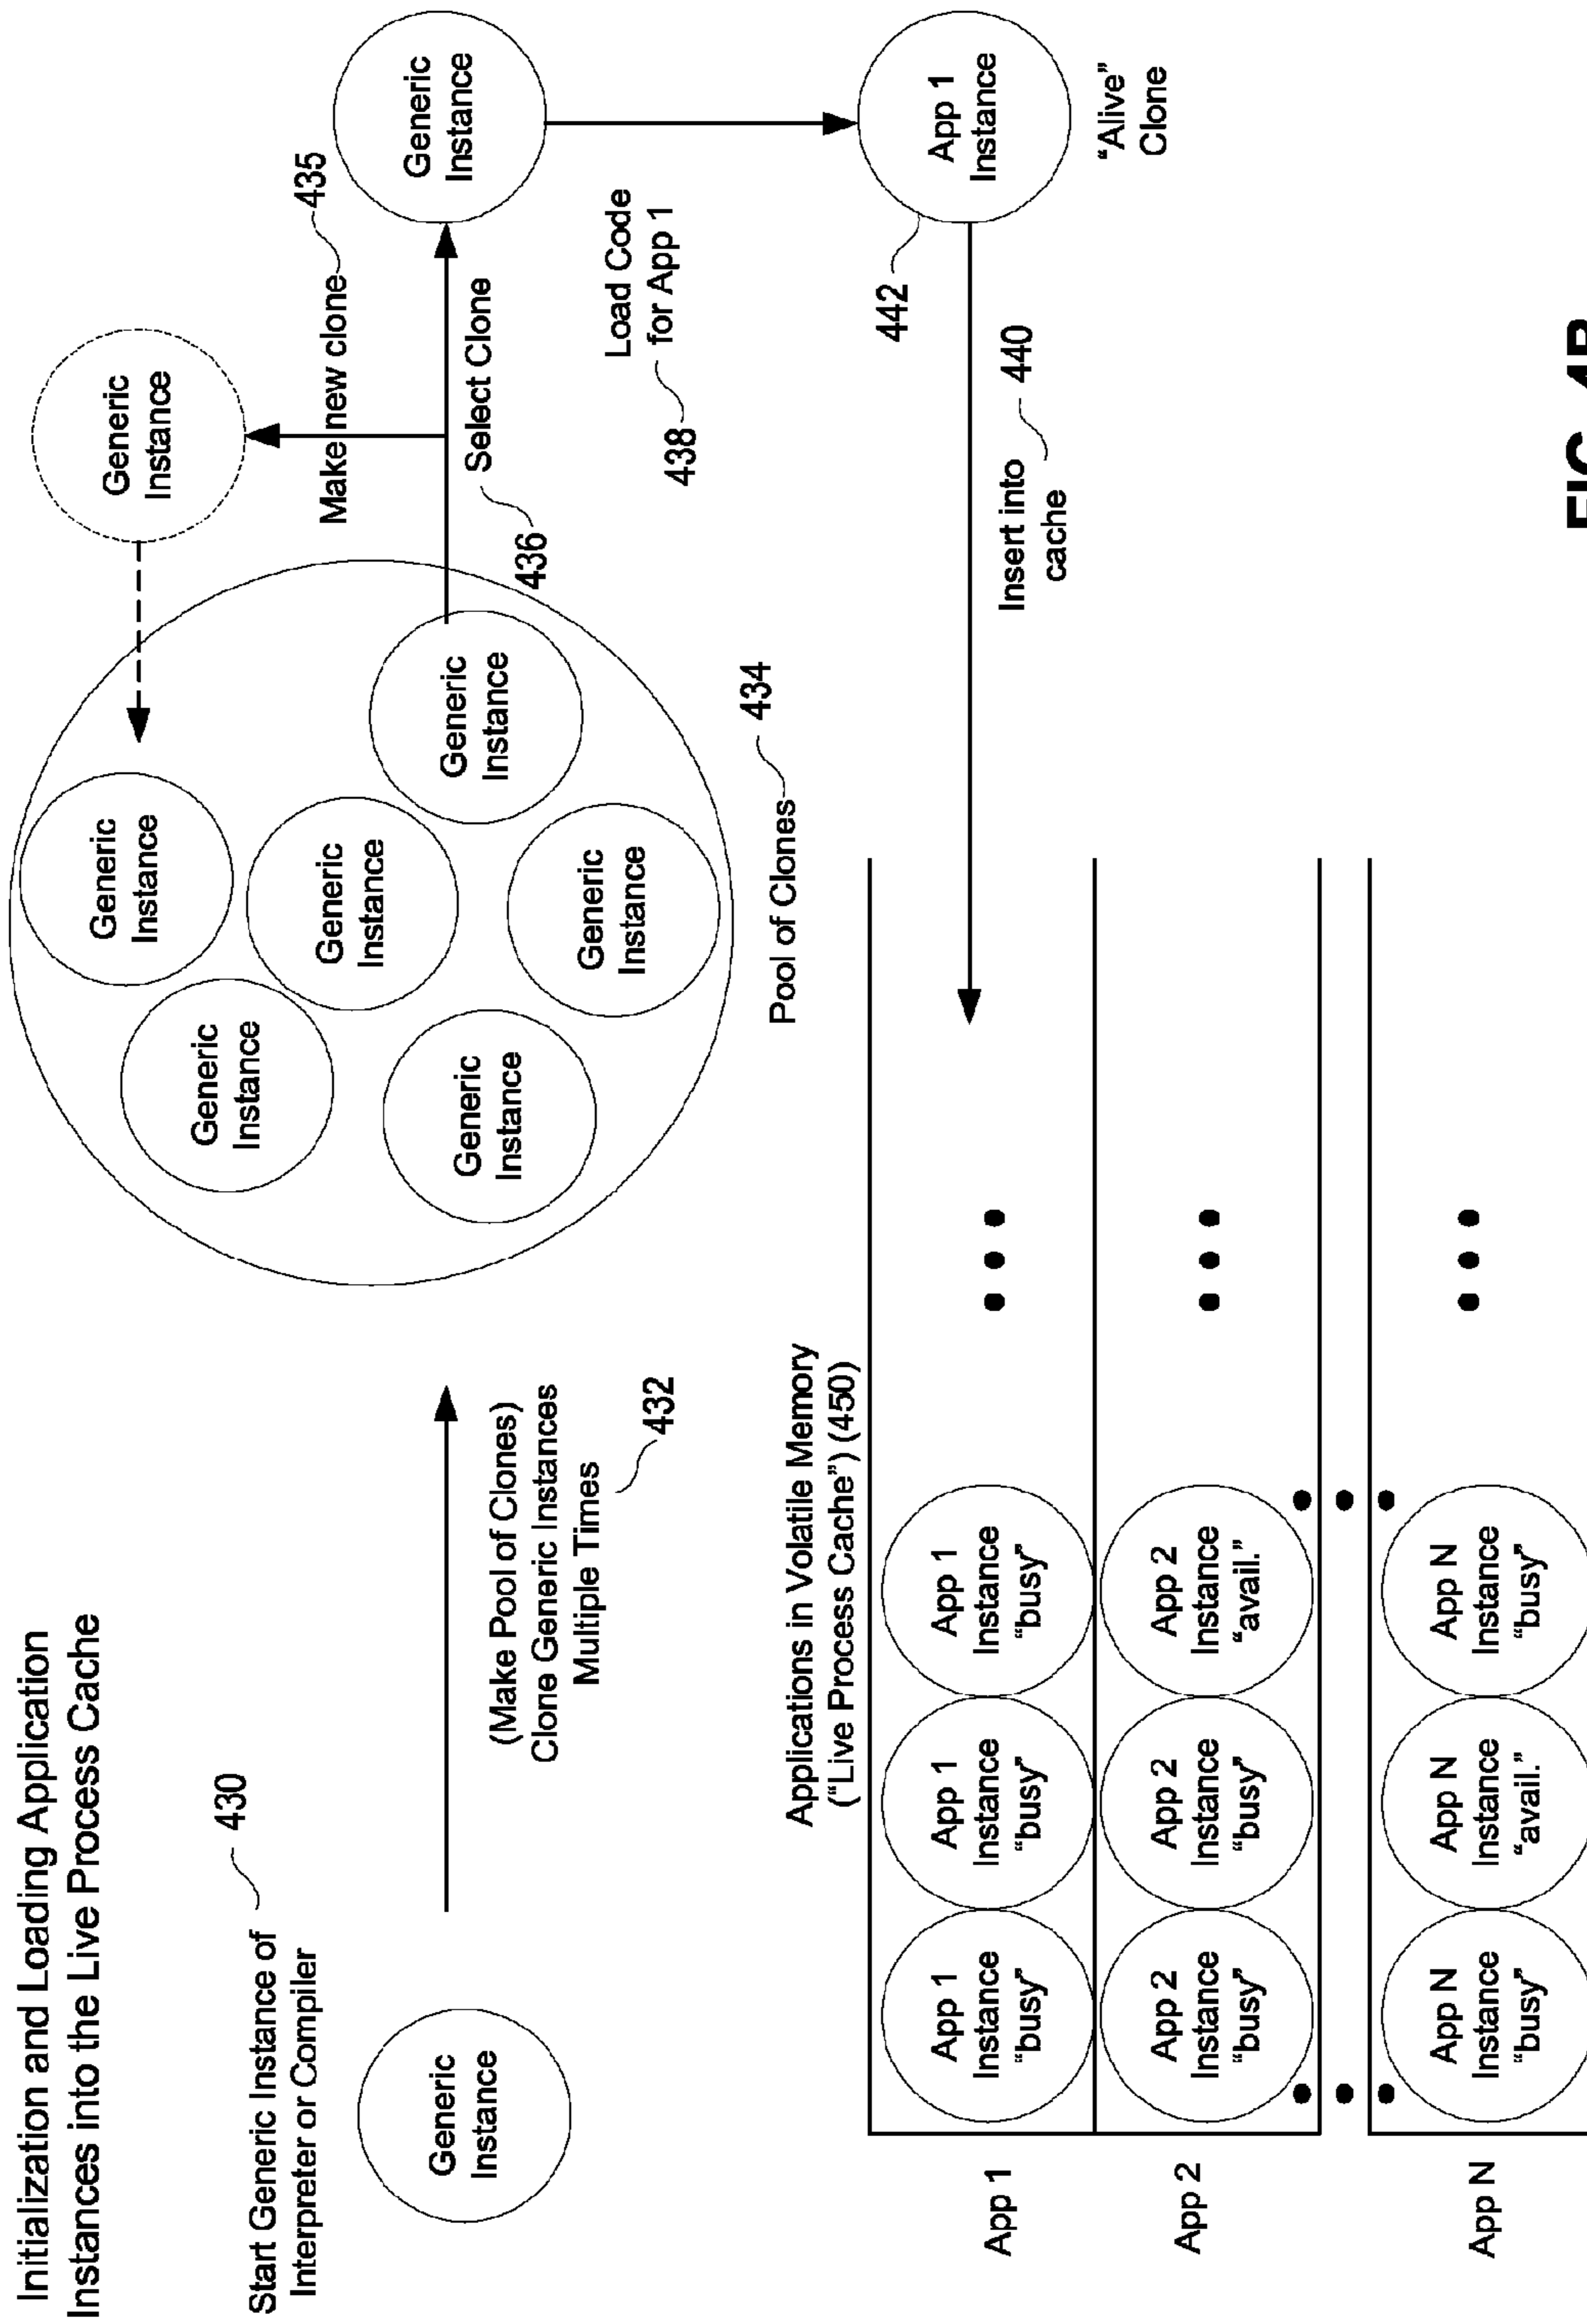 Initialization and Loading Application
Instances into the Live Process Cache
Start Generic Instance of
Interpreter or Compiler
430
Generic
Instance
(Make Pool of Clones)
Clone Generic Instances
Multiple Times
432
Generic
Instance
Generic
Instance
Generic
Instance
Generic
Instance
Generic
Instance
Generic
Instance
Pool of Clones
434
Generic
Instance
Make new clone
435
Select Clone
436
Generic
Instance
Load Code
for App 1
438
App 1
Instance
442
"Alive"
Clone
Insert into
cache
440
Applications in Volatile Memory
("Live Process Cache") (450)
App 1
App 1
Instance
"busy"
App 1
Instance
"busy"
App 1
Instance
"busy"
App 2
App 2
Instance
"busy"
App 2
Instance
"busy"
App 2
Instance
"avail."
App N
App N
Instance
"busy"
App N
Instance
"avail."
App N
Instance
"busy"
FIG. 4B